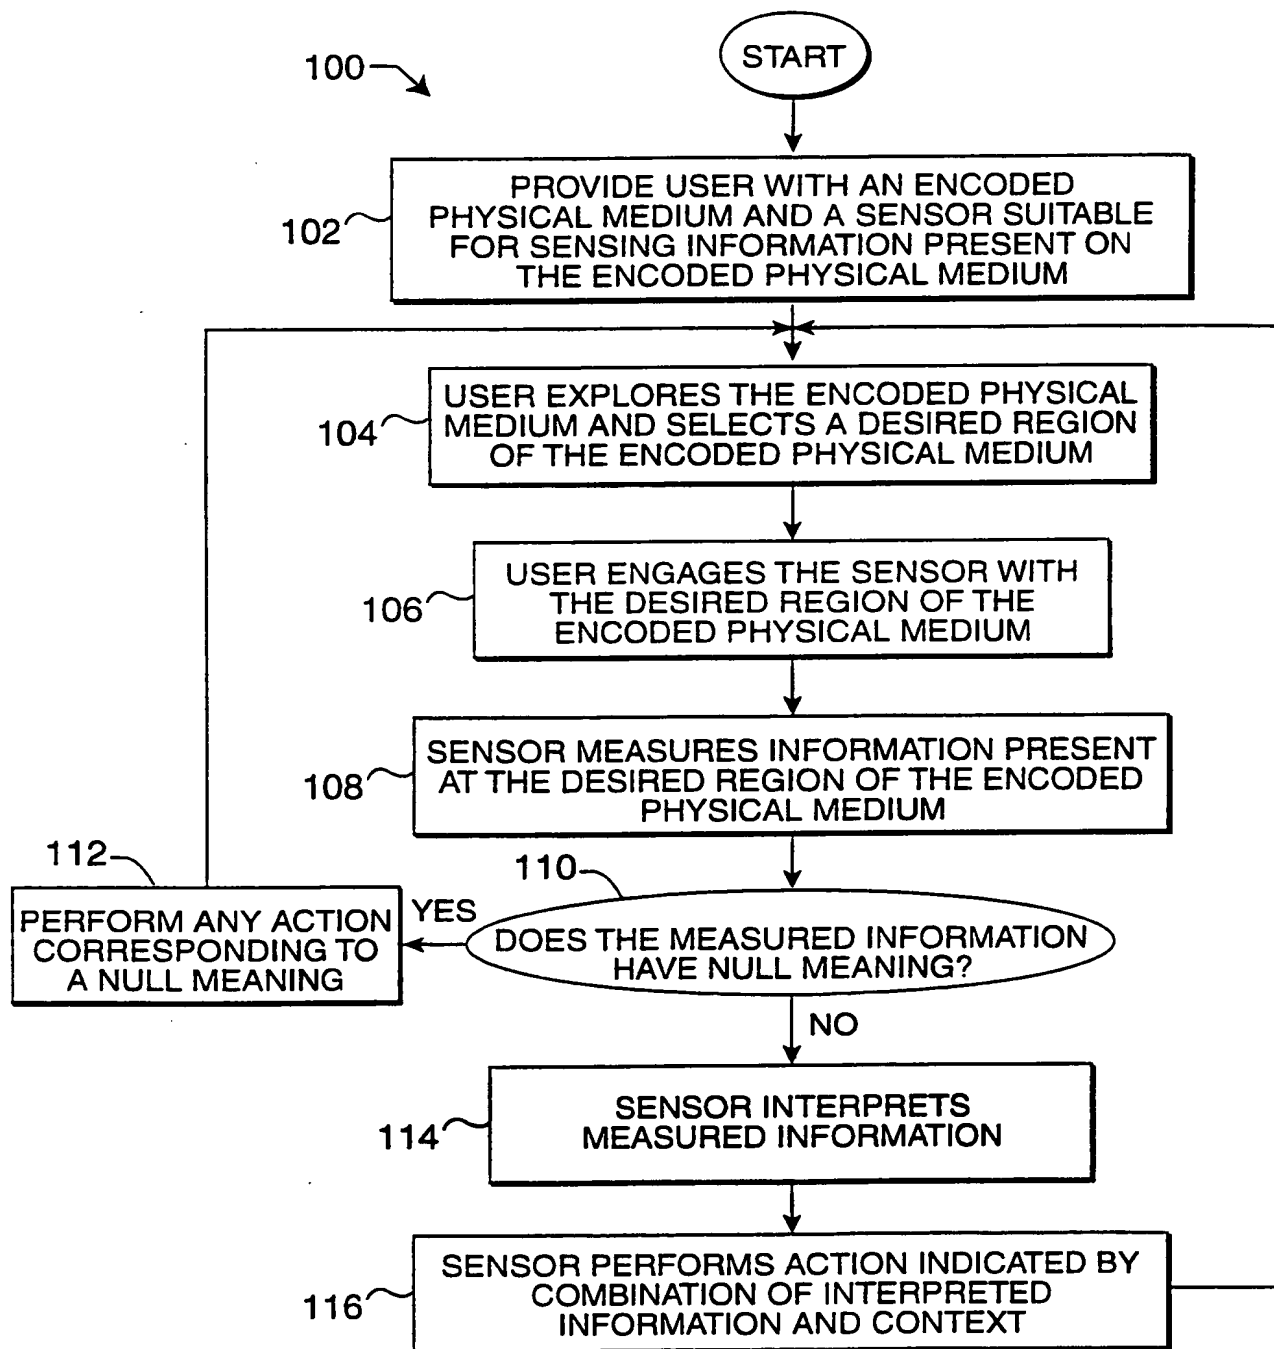 START
100
PROVIDE USER WITH AN ENCODED
PHYSICAL MEDIUM AND A SENSOR SUITABLE
FOR SENSING INFORMATION PRESENT ON
THE ENCODED PHYSICAL MEDIUM
102
USER EXPLORES THE ENCODED PHYSICAL
MEDIUM AND SELECTS A DESIRED REGION
OF THE ENCODED PHYSICAL MEDIUM
104
USER ENGAGES THE SENSOR WITH
THE DESIRED REGION OF THE
ENCODED PHYSICAL MEDIUM
106
SENSOR MEASURES INFORMATION PRESENT
AT THE DESIRED REGION OF THE ENCODED
PHYSICAL MEDIUM
108
110
DOES THE MEASURED INFORMATION
HAVE NULL MEANING?
YES
112
PERFORM ANY ACTION
CORRESPONDING TO
A NULL MEANING
NO
SENSOR INTERPRETS
MEASURED INFORMATION
114
SENSOR PERFORMS ACTION INDICATED BY
COMBINATION OF INTERPRETED
INFORMATION AND CONTEXT
116